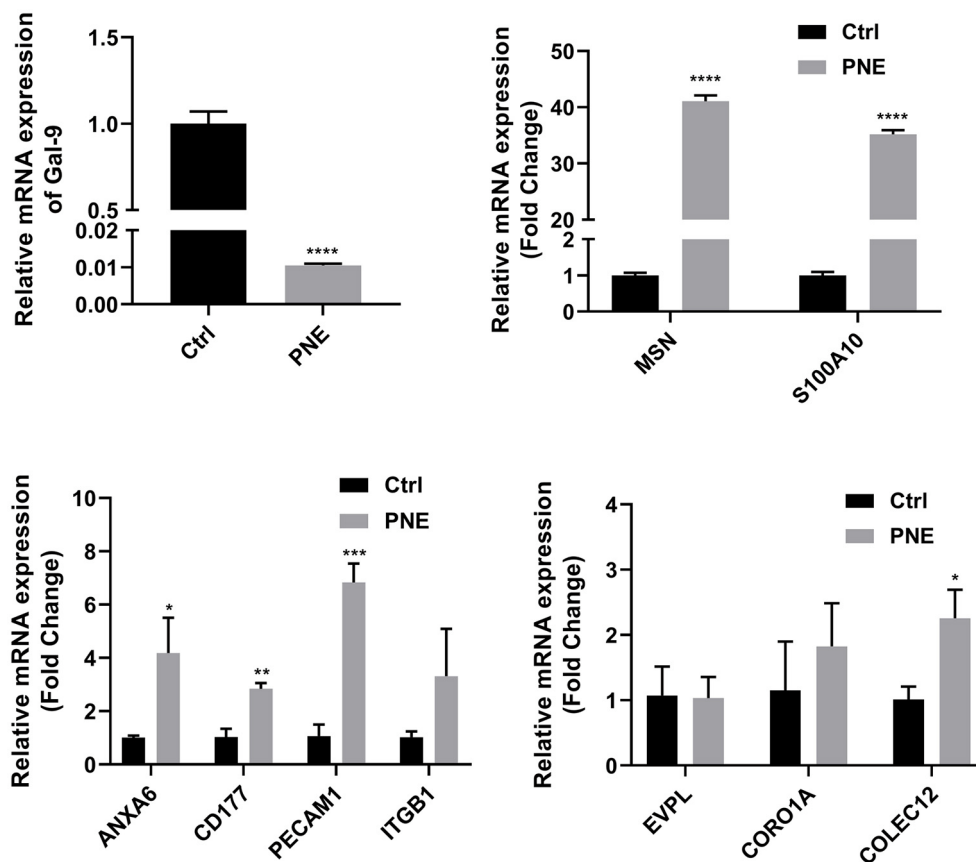 Relative mRNA expression
of Gal-9
1.5
1.0
0.5
0.02
0.01
0.00
****
Ctrl
PNE
Relative mRNA expression
(Fold Change)
Ctrl
PNE
50
40
30
20
2
1
0
****
****
MSN
S100A10
Relative mRNA expression
(Fold Change)
Ctrl
PNE
10
8
6
4
2
0
*
**
***
ANXA6
CD177
PECAM1
ITGB1
Relative mRNA expression
(Fold Change)
Ctrl
PNE
4
3
2
1
0
*
EVPL
CORO1A
COLEC12